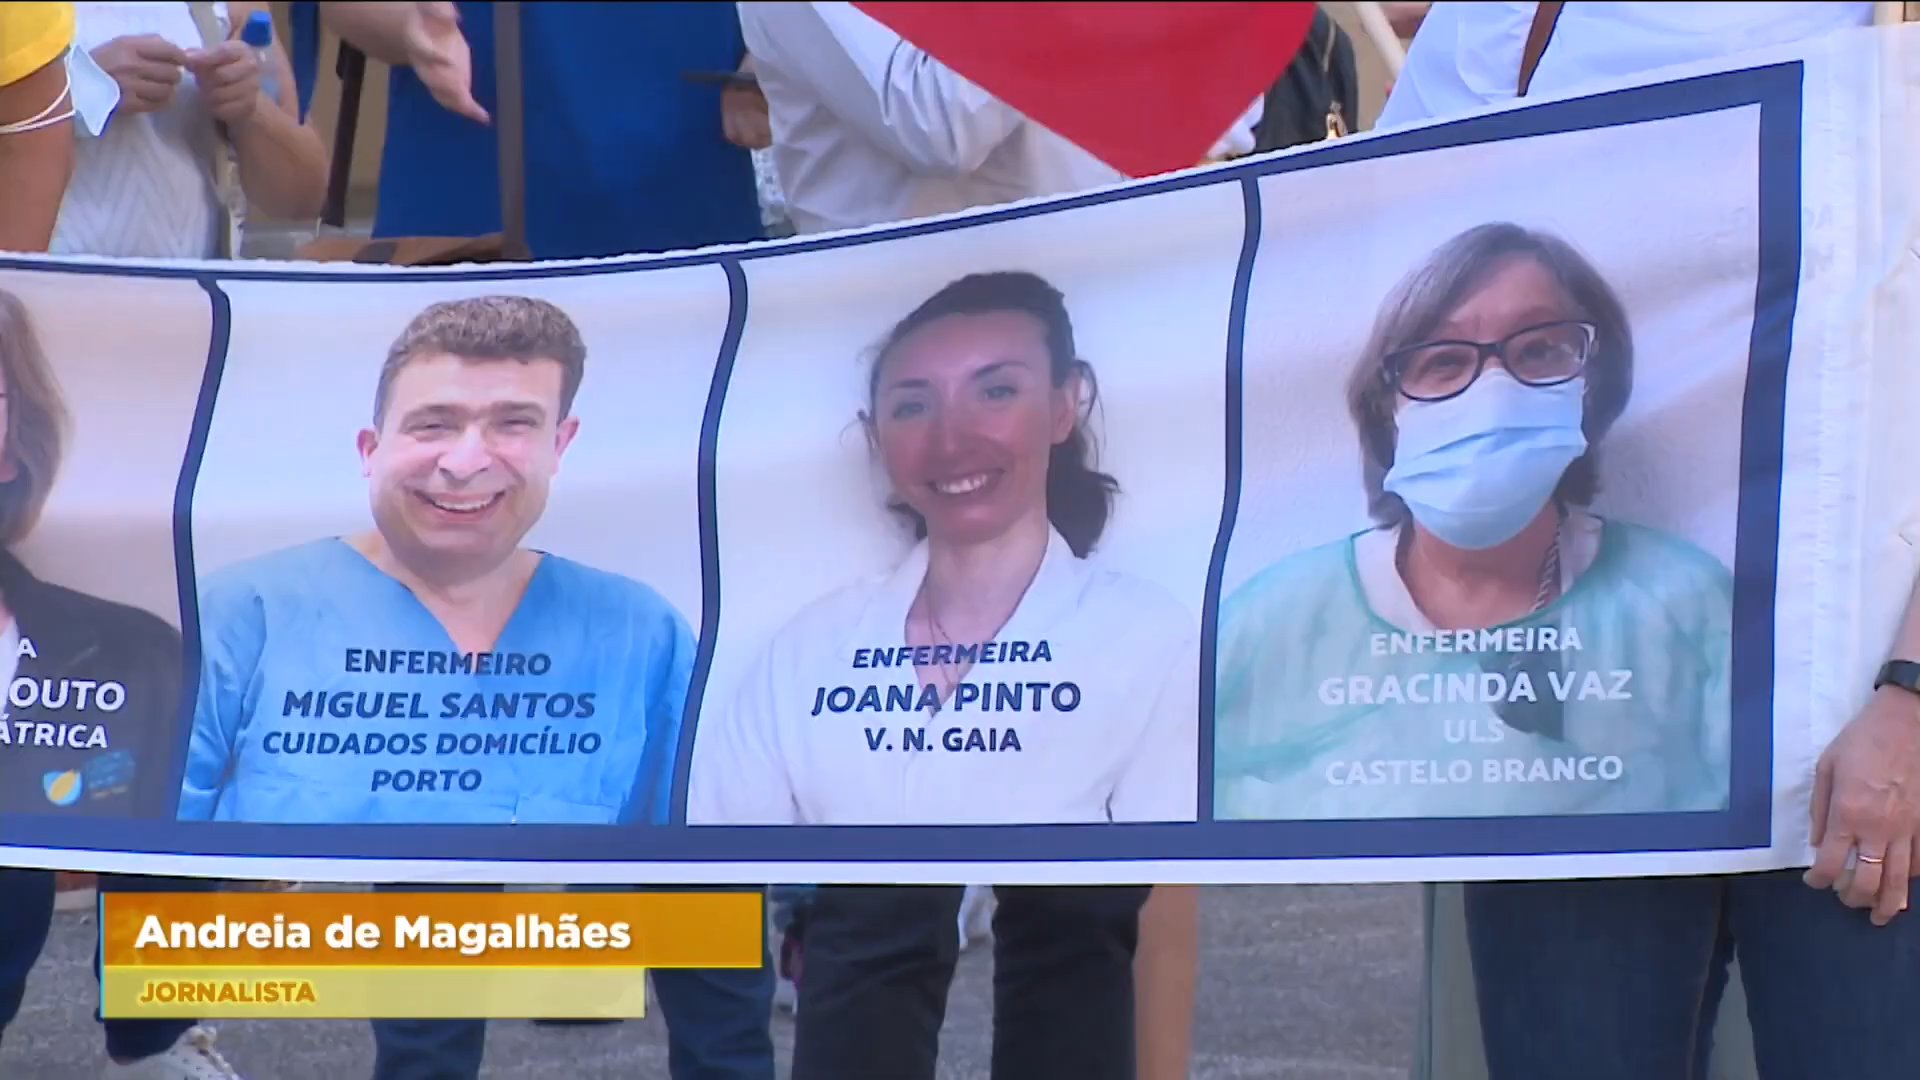 A
OUTO
ÁTRICA
ENFERMEIRO
MIGUEL SANTOS
CUIDADOS DOMICÍLIO
PORTO
ENFERMEIRA
JOANA PINTO
V. N. GAIA
ENFERMEIRA
GRACINDA VAZ
ULS
CASTELO BRANCO
Andreia de Magalhães
JORNALISTA